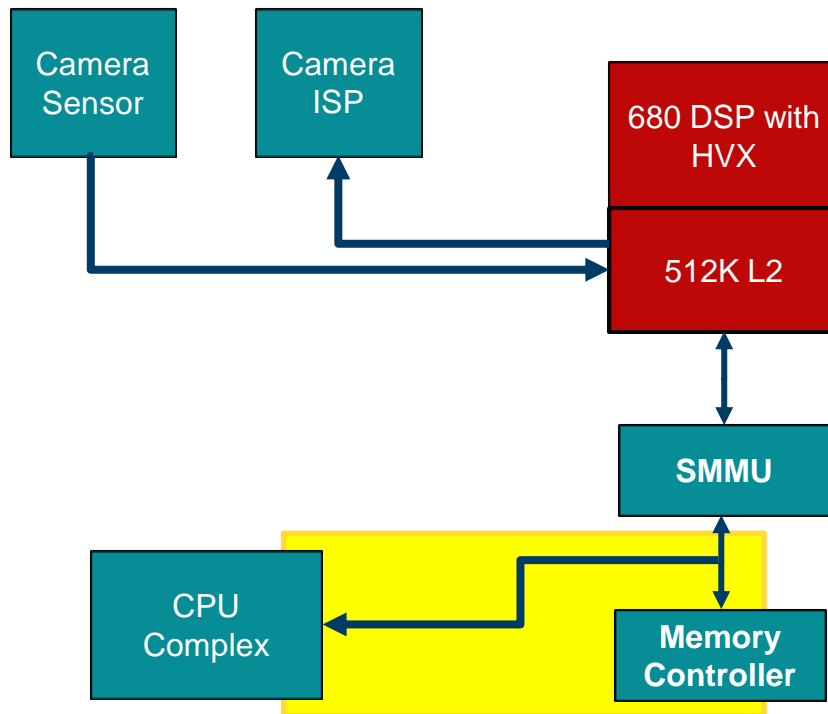 Camera
Sensor
Camera
ISP
680 DSP with
HVX
512K L2
SMMU
CPU
Complex
Memory
Controller